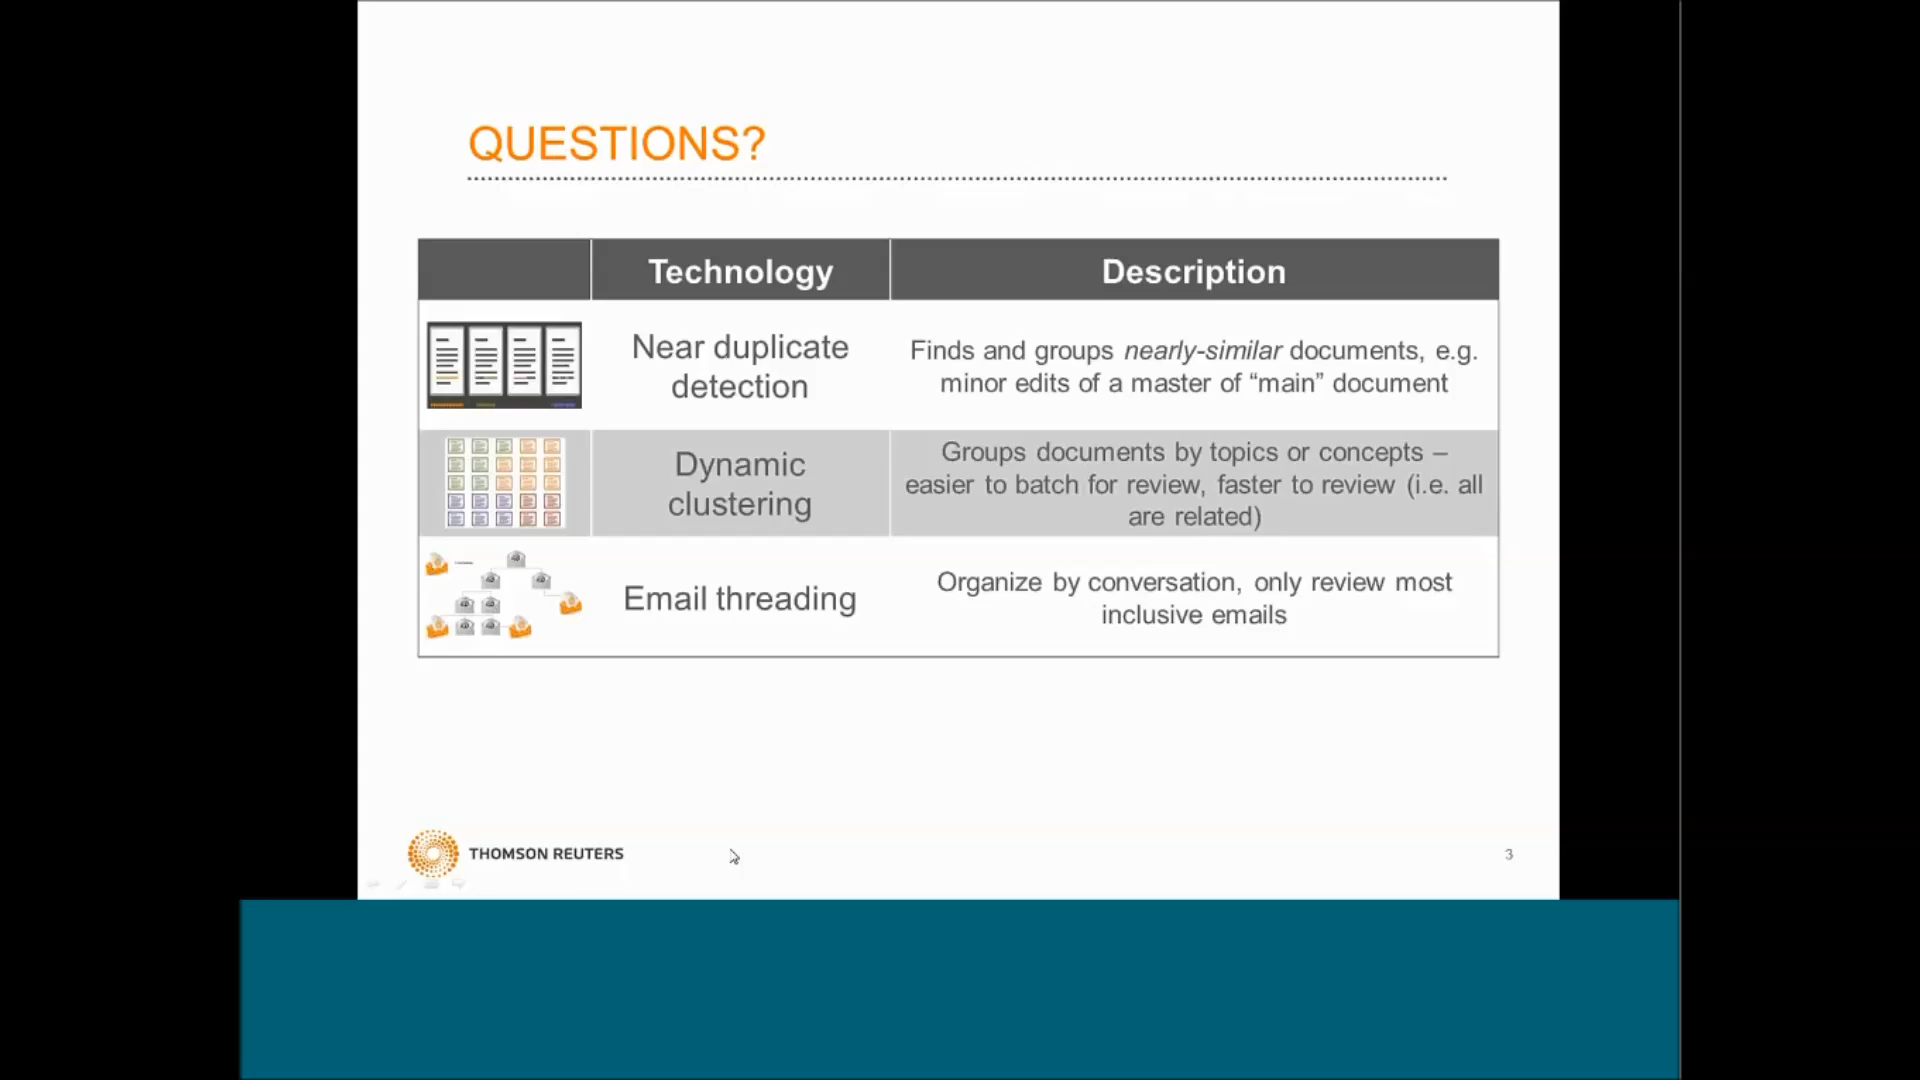 QUESTIONS?
Technology
Description
Near duplicate
detection
Finds and groups nearly-similar documents, e.g.
minor edits of a master of “main” document
Dynamic
clustering
Groups documents by topics or concepts –
easier to batch for review, faster to review (i.e. all
are related)
Email threading
Organize by conversation, only review most
inclusive emails
THOMSON REUTERS
3